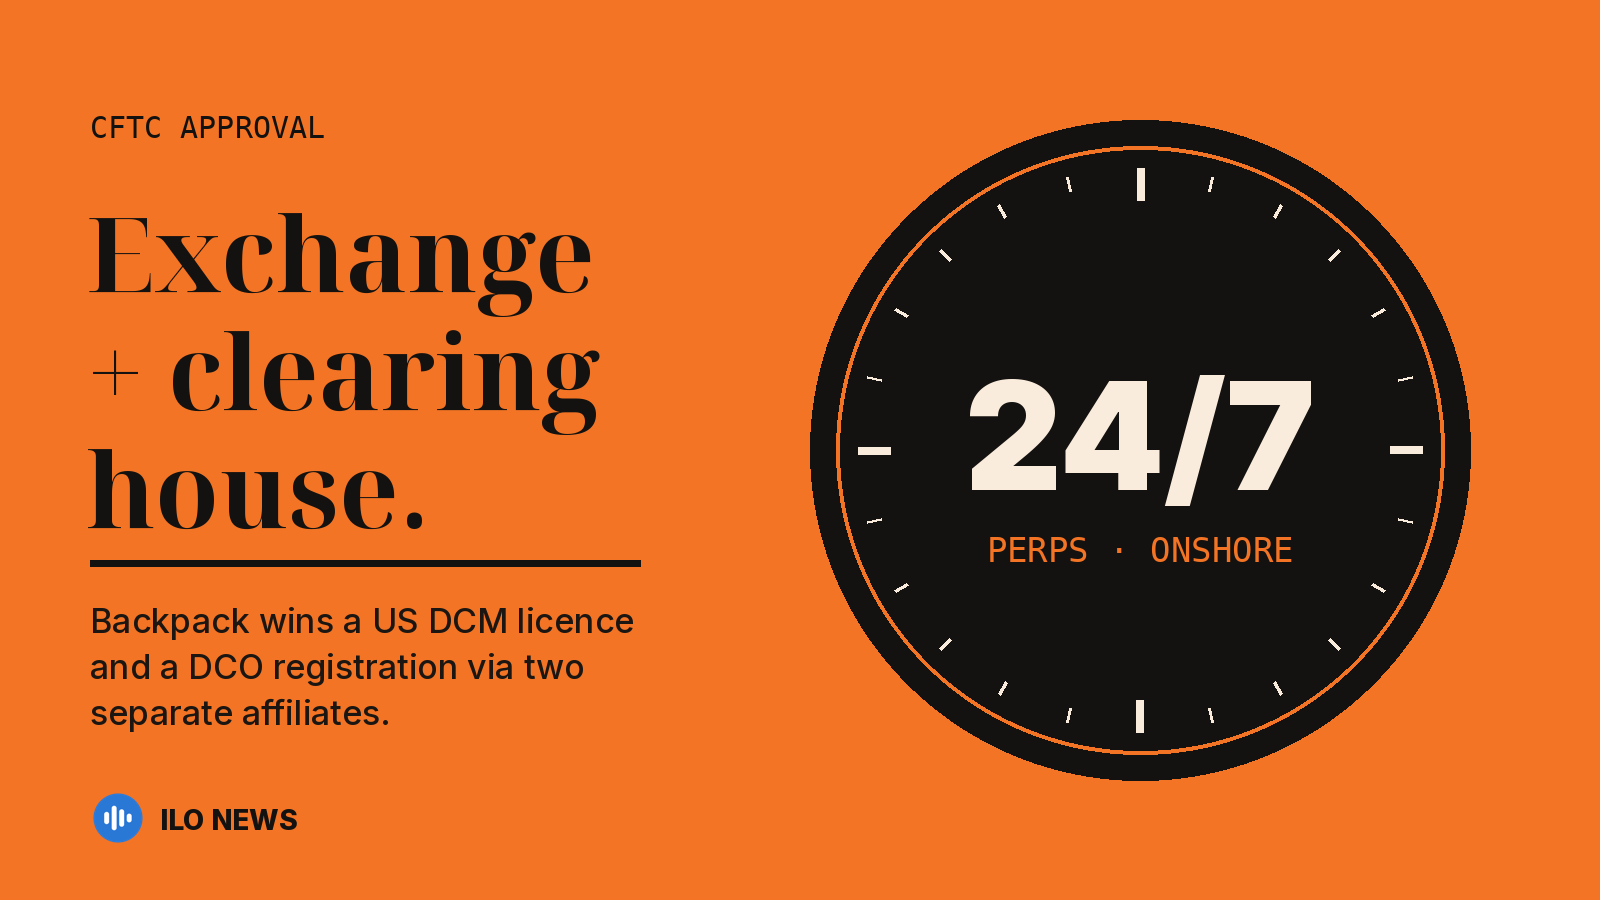 CFTC APPROVAL
Exchange
+ clearing
house.
Backpack wins a US DCM licence
and a DCO registration via two
separate affiliates.
ILO NEWS
24/7
PERPS · ONSHORE